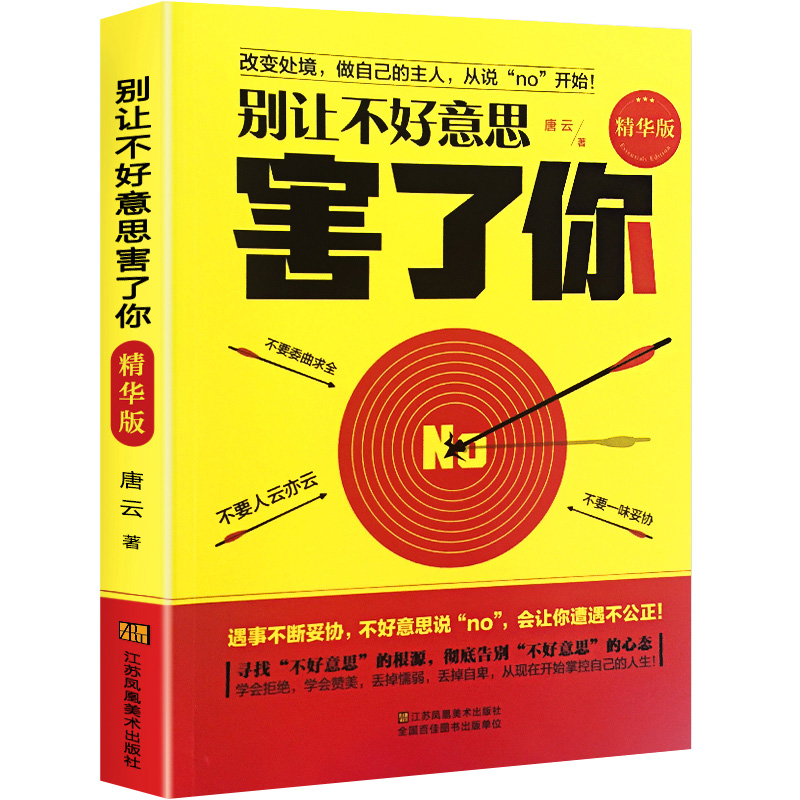 别让不好意思害了你
精华版
唐云 著
江苏凤凰美术出版社
改变处境，做自己的主人，从说“no”开始！
别让不好意思
唐云/著
精华版
Essentials Edition
害了你
不要委曲求全
No
不要人云亦云
不要一味妥协
遇事不断妥协，不好意思说“no”，会让你遭遇不公正！
寻找“不好意思”的根源，彻底告别“不好意思”的心态
学会拒绝，学会赞美，丢掉懦弱，丢掉自卑，从现在开始掌控自己的人生！
江苏凤凰美术出版社
全国百佳图书出版单位